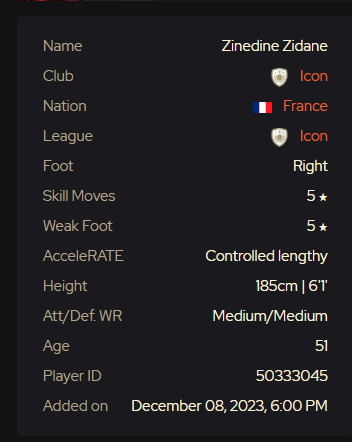 Name Zinedine Zidane
Club Icon
Nation France
League Icon
Foot Right
Skill Moves 5 ★
Weak Foot 5 ★
AcceleRATE Controlled lengthy
Height 185cm | 6'1"
Att/Def. WR Medium/Medium
Age 51
Player ID 50333045
Added on December 08, 2023, 6:00 PM